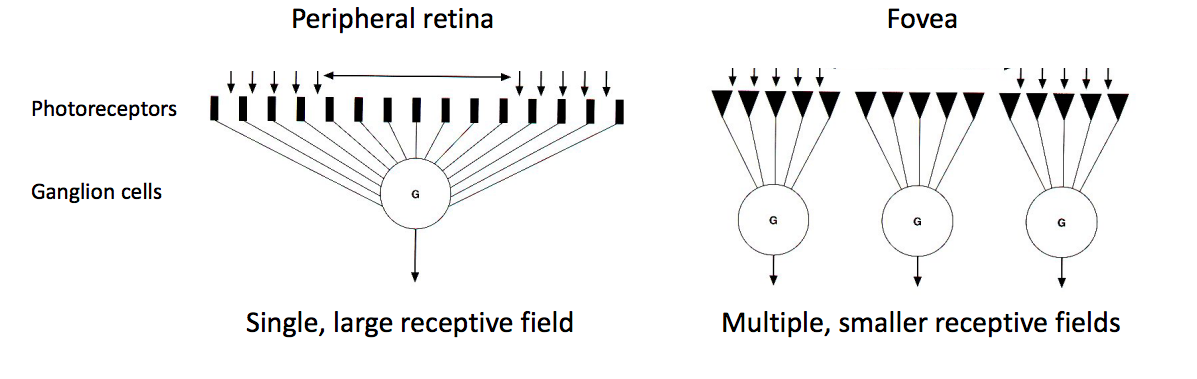 Peripheral retina
Fovea
Photoreceptors
Ganglion cells
G
G
G
G
Single, large receptive field
Multiple, smaller receptive fields